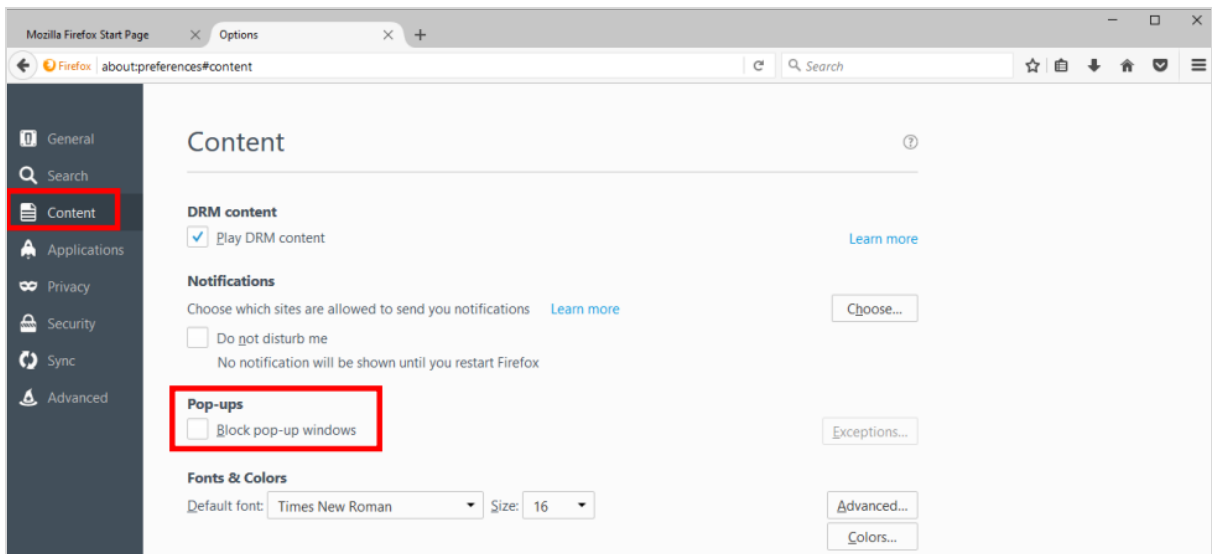 Mozilla Firefox Start Page Options
Firefox about:preferences#content Search
General
Search
Content
Applications
Privacy
Security
Sync
Advanced
Content
DRM content
Play DRM content Learn more
Notifications
Choose which sites are allowed to send you notifications Learn more Choose...
Do not disturb me
No notification will be shown until you restart Firefox
Pop-ups
Block pop-up windows Exceptions...
Fonts & Colors
Default font: Times New Roman Size: 16 Advanced...
Colors...